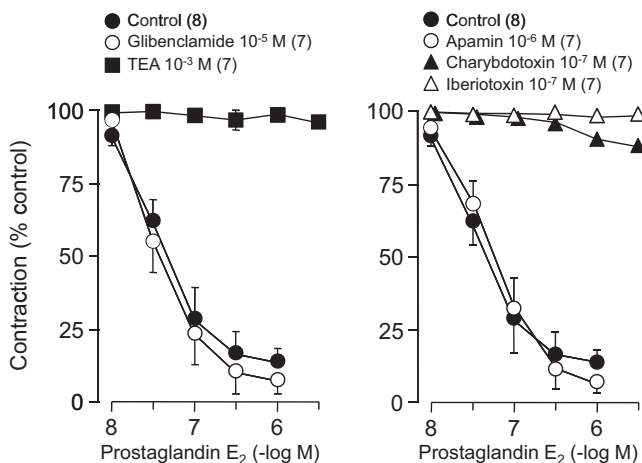 Control (8)
Glibenclamide 10⁻⁵ M (7)
TEA 10⁻³ M (7)
Control (8)
Apamin 10⁻⁶ M (7)
Charybdotoxin 10⁻⁷ M (7)
Iberiotoxin 10⁻⁷ M (7)
Contraction (% control)
100
75
50
25
0
8
7
6
Prostaglandin E₂ (-log M)
100
75
50
25
0
8
7
6
Prostaglandin E₂ (-log M)